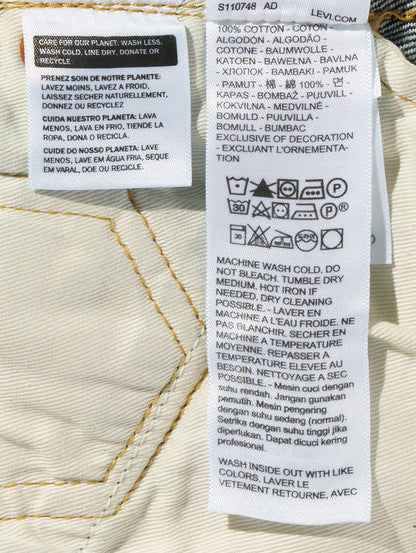 CARE FOR OUR PLANET: WASH LESS,
WASH COLD, LINE DRY, DONATE OR
RECYCLE
PRENEZ SOIN DE NOTRE PLANETE:
LAVEZ MOINS, LAVEZ A FROID,
LAISSEZ SECHER NATURELLEMENT,
DONNEZ OU RECYCLEZ
CUIDA NUESTRO PLANETA: LAVA
MENOS, LAVA EN FRIO, TIENDE LA
ROPA, DONA O RECICLA.
CUIDE DO NOSSO PLANETA: LAVE
MENOS, LAVE EM ÁGUA FRIA, SEQUE
EM VARAL, DOE OU RECICLE.
S110748 AD LEVI.COM
100% COTTON - COTON -
ALGODÓN - ALGODÃO -
COTONE - BAUMWOLLE -
KATOEN - BAWEŁNA - BAVLNA
- ХЛОПОК - BAMBAKI - PAMUK
- PAMUT - 棉 - 綿 100% - 면 -
KAPAS - BOMBAŽ - PUUVILL -
KOKVILNA - MEDVILNĖ -
BOMULD - PUUVILLA -
BOMULL - BUMBAC
EXCLUSIVE OF DECORATION
- EXCLUANT L'ORNEMENTA-
TION
P
30 P
30
MACHINE WASH COLD. DO
NOT BLEACH. TUMBLE DRY
MEDIUM. HOT IRON IF
NEEDED. DRY CLEANING
POSSIBLE. - LAVER EN
MACHINE A L'EAU FROIDE. NE
PAS BLANCHIR. SECHER EN
MACHINE A TEMPERATURE
MOYENNE. REPASSER A
TEMPERATURE ELEVEE AU
BESOIN. NETTOYAGE A SEC
POSSIBLE. - Mesin cuci dengan
suhu rendah. Jangan gunakan
pemutih. Mesin pengering
dengan suhu sedang (normal).
Setrika dengan suhu tinggi jika
diperlukan. Dapat dicuci kering
profesional.
WASH INSIDE OUT WITH LIKE
COLORS. LAVER LE
VETEMENT RETOURNE, AVEC